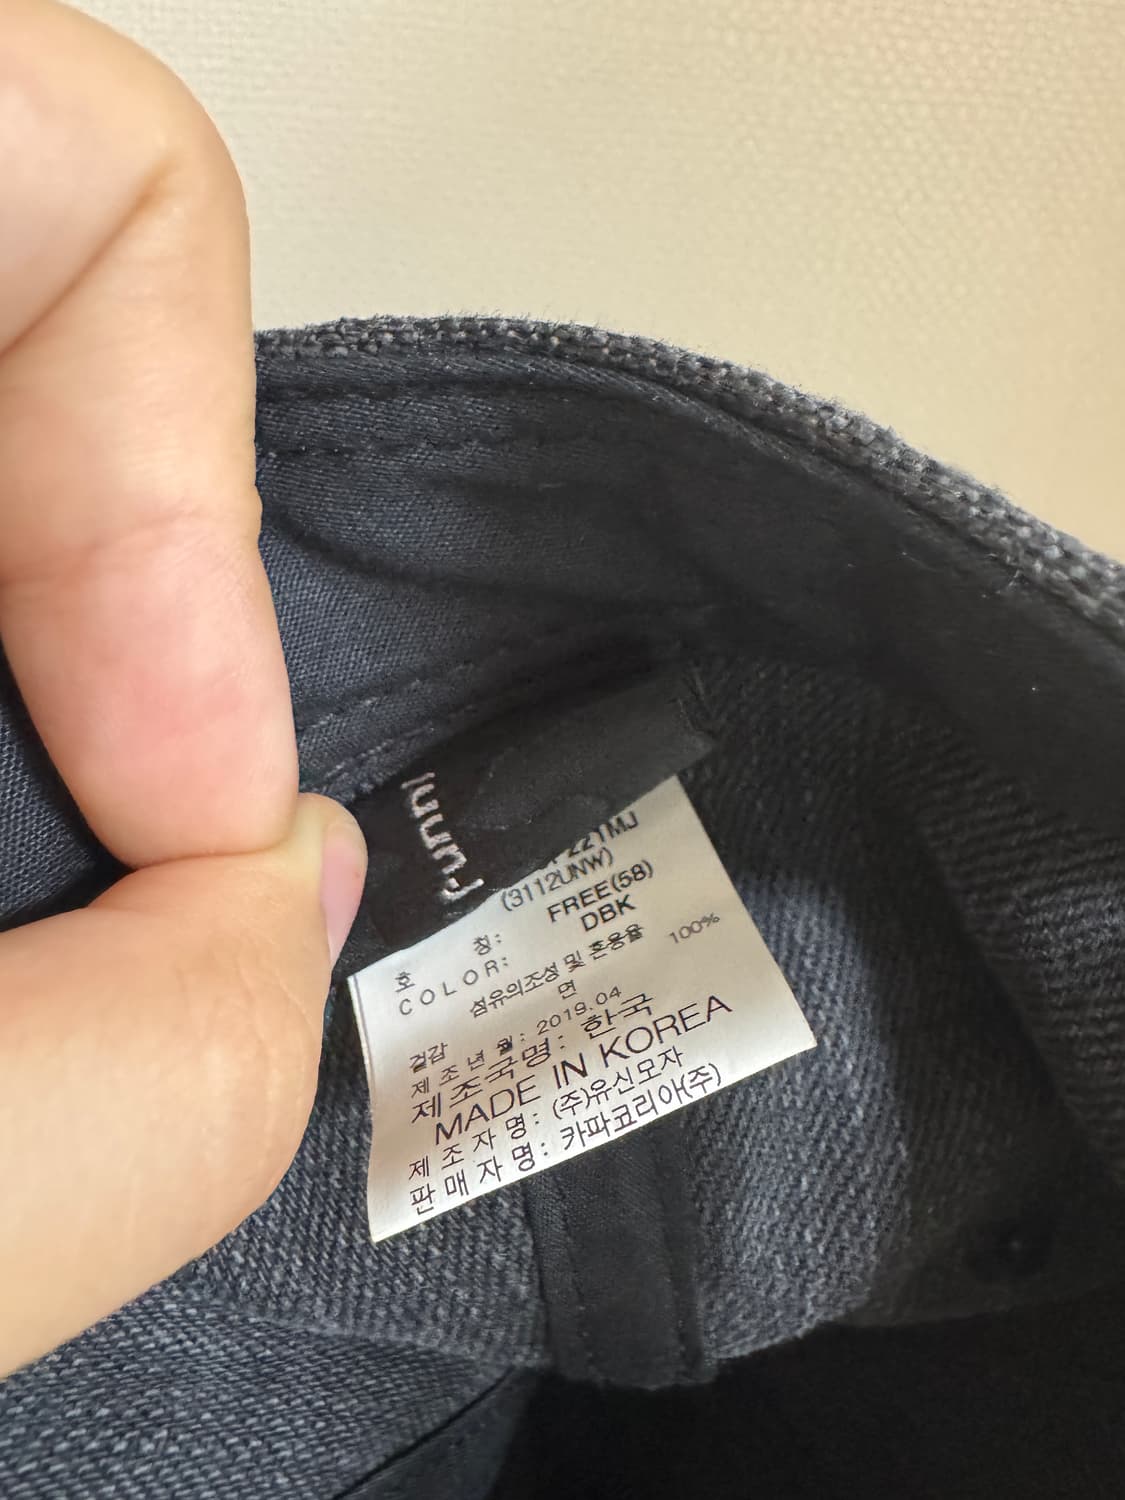 (3112UNW)
호 칭: FREE(58)
COLOR: DBK
섬유의조성 및 혼용율
겉감 면 100%
제 조 년 월: 2019.04
제조국명: 한국
MADE IN KOREA
제 조 자 명: (주)유신모자
판 매 자 명: 카파코리아(주)